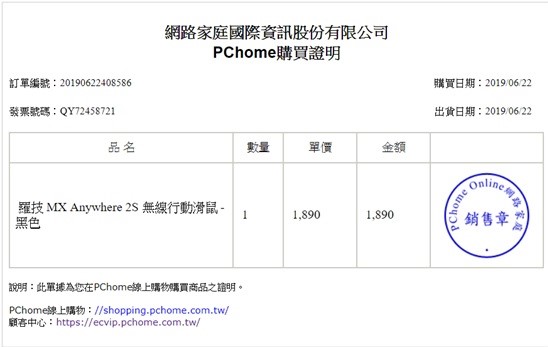 網路家庭國際資訊股份有限公司
PChome購買證明
訂單編號：20190622408586
購買日期：2019/06/22
發票號碼：QY72458721
出貨日期：2019/06/22
品 名 數量 單價 金額
羅技 MX Anywhere 2S 無線行動滑鼠 - 1 1,890 1,890
黑色
PChome Online網路家庭
銷售章
說明：此單據為您在PChome線上購物購買商品之證明。
PChome線上購物：//shopping.pchome.com.tw/
顧客中心：https://ecvip.pchome.com.tw/